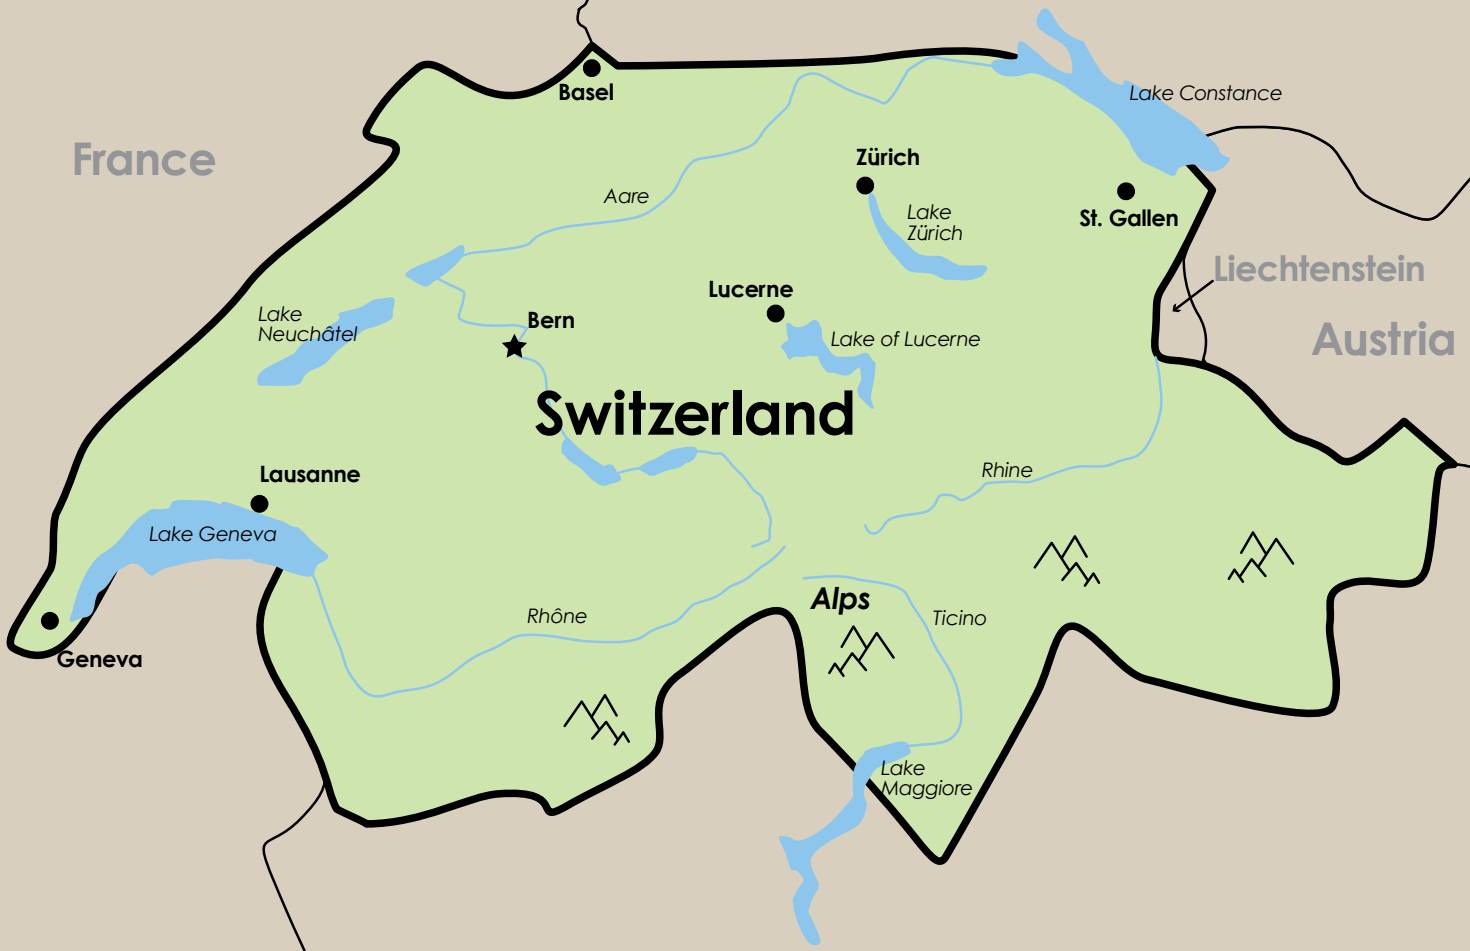 Basel
Lake Constance
France
Zürich
Aare
Lake
Zürich
St. Gallen
Liechtenstein
Lucerne
Lake
Neuchâtel
Bern
Lake of Lucerne
Austria
Switzerland
Lausanne
Rhine
Lake Geneva
Alps
Rhône
Ticino
Geneva
Lake
Maggiore